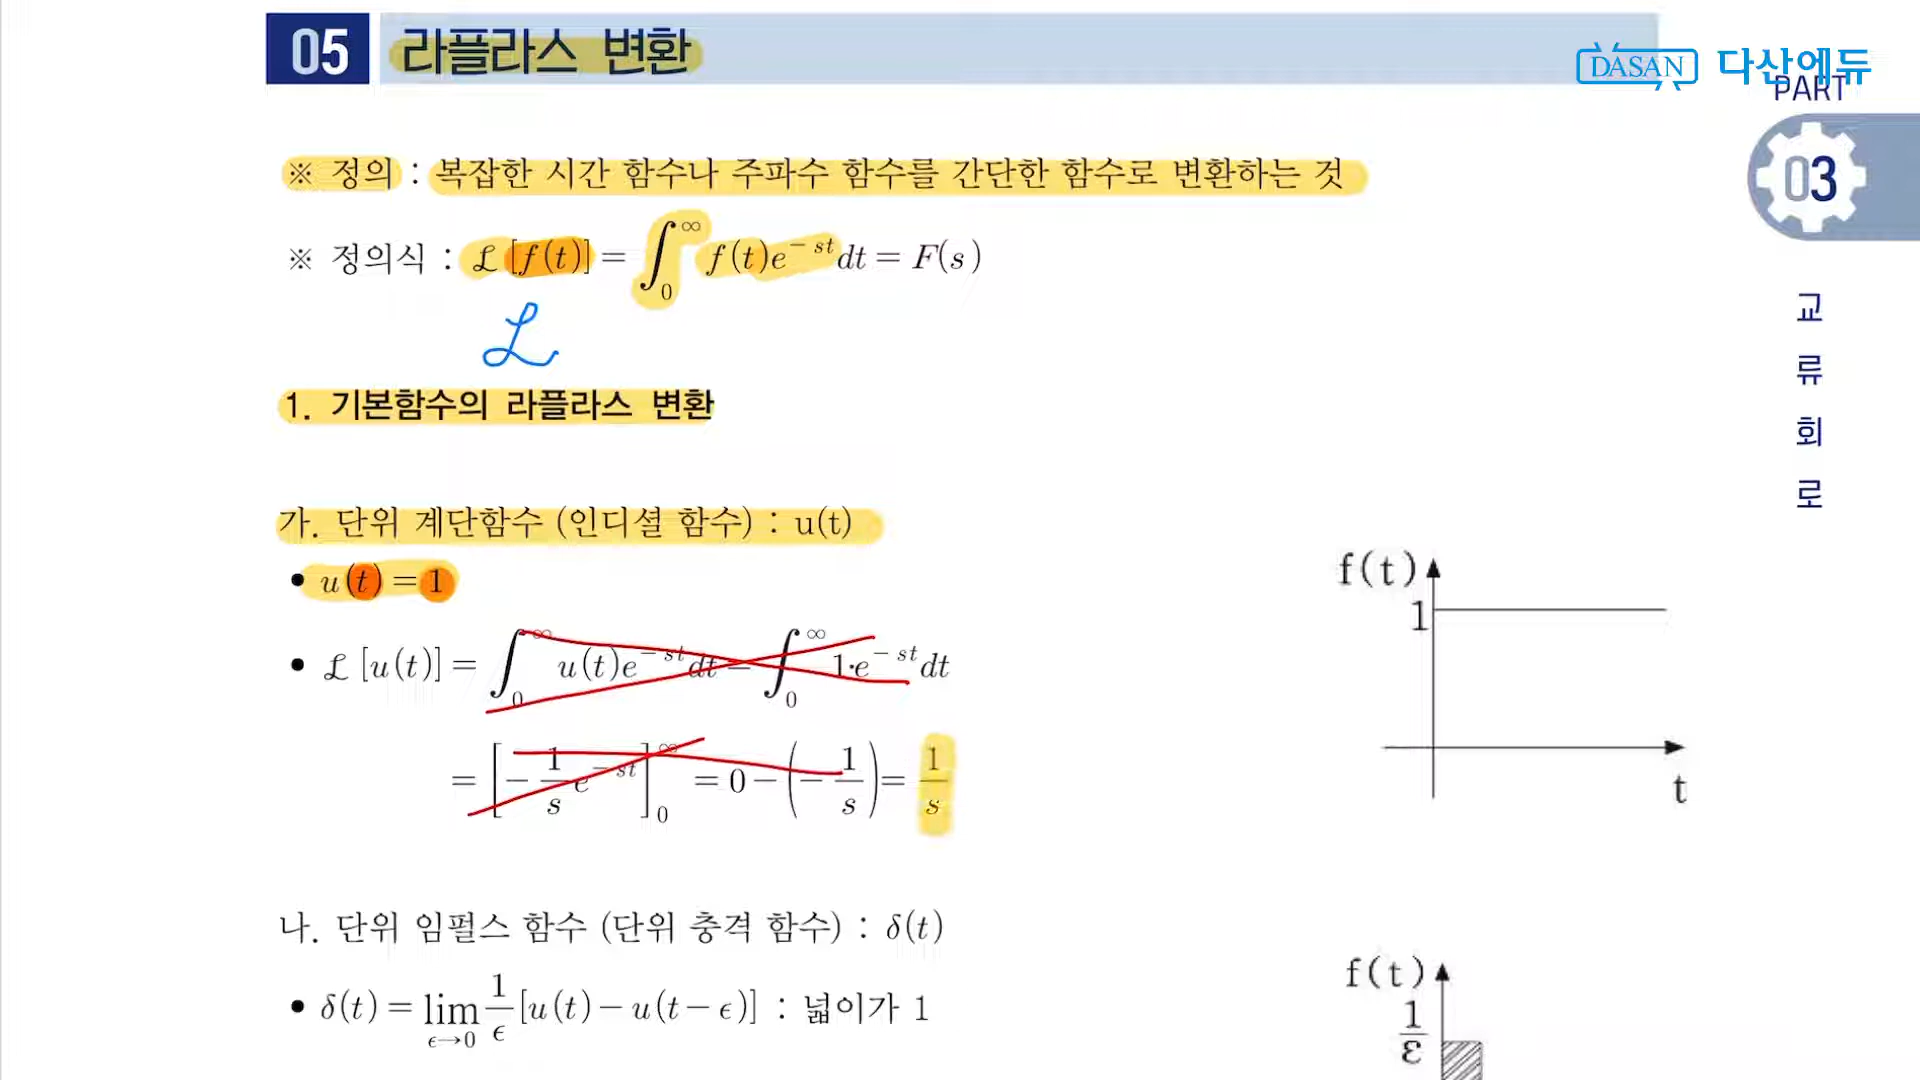 05 라플라스 변환
DASAN 다산에듀
PART
03
교류회로
※ 정의 : 복잡한 시간 함수나 주파수 함수를 간단한 함수로 변환하는 것
※ 정의식 : ℒ [f(t)] = ∫₀^∞ f(t)e^{-st}dt = F(s)
ℒ
1. 기본함수의 라플라스 변환
가. 단위 계단함수 (인디셜 함수) : u(t)
• u(t) = 1
• ℒ [u(t)] = ∫₀^∞ u(t)e^{-st}dt = ∫₀^∞ 1·e^{-st}dt
= [-1/s e^{-st}]₀^∞ = 0 - (-1/s) = 1/s
f(t)
1
t
나. 단위 임펄스 함수 (단위 충격 함수) : δ(t)
• δ(t) = lim_{ϵ→0} 1/ϵ [u(t) - u(t-ϵ)] : 넓이가 1
f(t)
1/ε